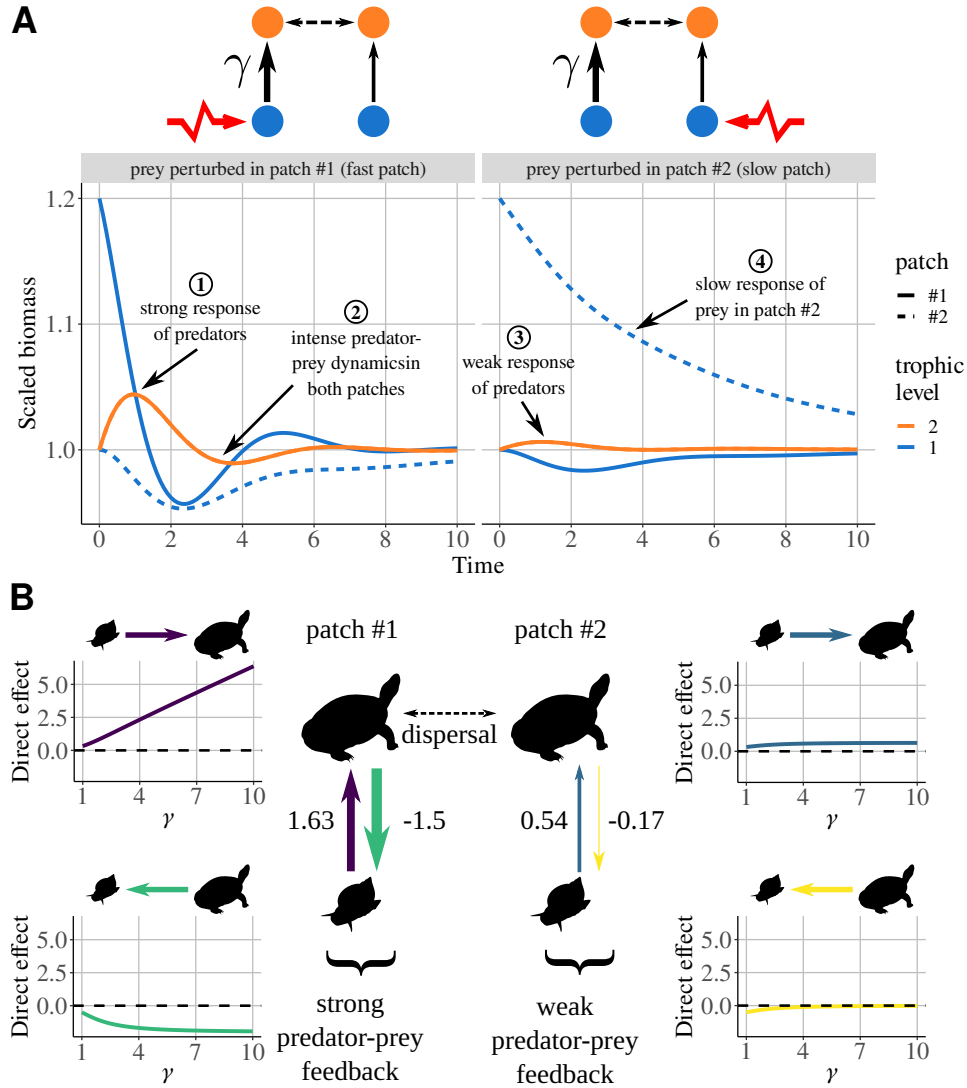 A
γ
γ
prey perturbed in patch #1 (fast patch)
prey perturbed in patch #2 (slow patch)
Scaled biomass
1.2
1.1
1.0
①
strong response
of predators
②
intense predator-
prey dynamicsin
both patches
③
weak response
of predators
④
slow response of
prey in patch #2
0 2 4 6 8 10
0 2 4 6 8 10
Time
patch
#1
#2
trophic
level
2
1
B
Direct effect
5.0
2.5
0.0
1 4 7 10
γ
patch #1
patch #2
dispersal
1.63
-1.5
0.54
-0.17
Direct effect
5.0
2.5
0.0
1 4 7 10
γ
Direct effect
5.0
2.5
0.0
1 4 7 10
γ
strong
predator-prey
feedback
weak
predator-prey
feedback
Direct effect
5.0
2.5
0.0
1 4 7 10
γ